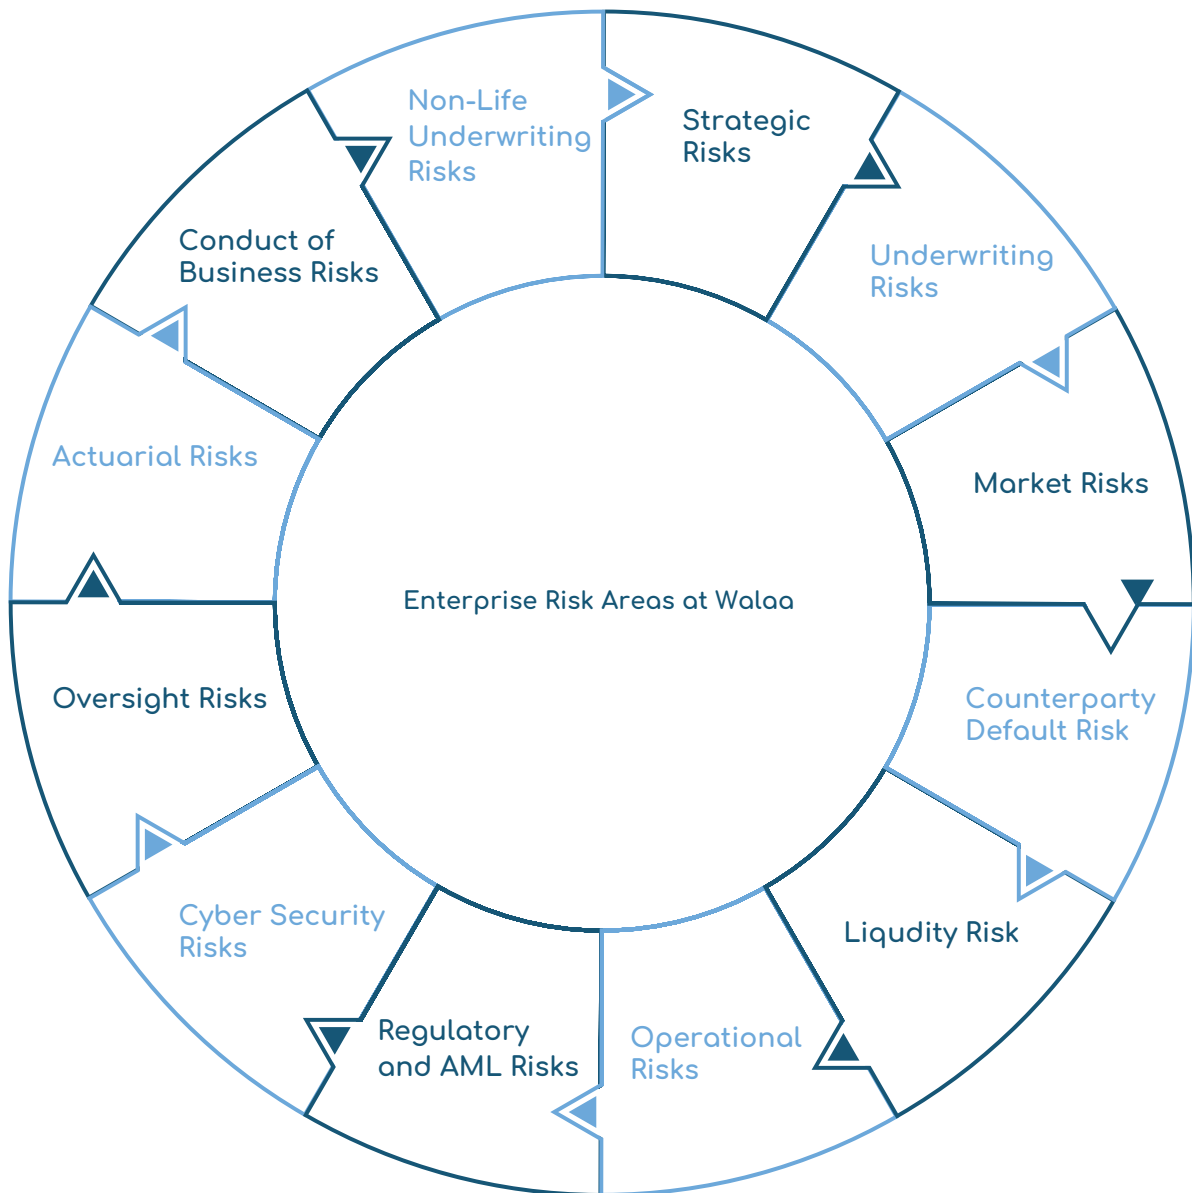 Non-Life
Underwriting
Risks
Strategic
Risks
Underwriting
Risks
Market Risks
Counterparty
Default Risk
Liqudity Risk
Operational
Risks
Regulatory
and AML Risks
Cyber Security
Risks
Oversight Risks
Actuarial Risks
Conduct of
Business Risks
Enterprise Risk Areas at Walaa